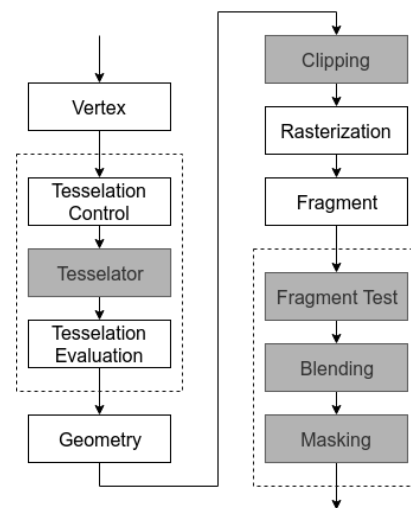 Vertex
Tesselation
Control
Tesselator
Tesselation
Evaluation
Geometry
Clipping
Rasterization
Fragment
Fragment Test
Blending
Masking